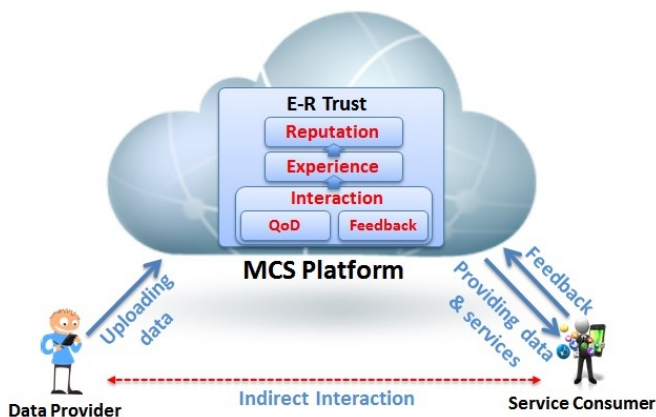 E-R Trust
Reputation
Experience
Interaction
QoD
Feedback
MCS Platform
Uploading
data
Providing data
& services
Feedback
Indirect Interaction
Data Provider
Service Consumer